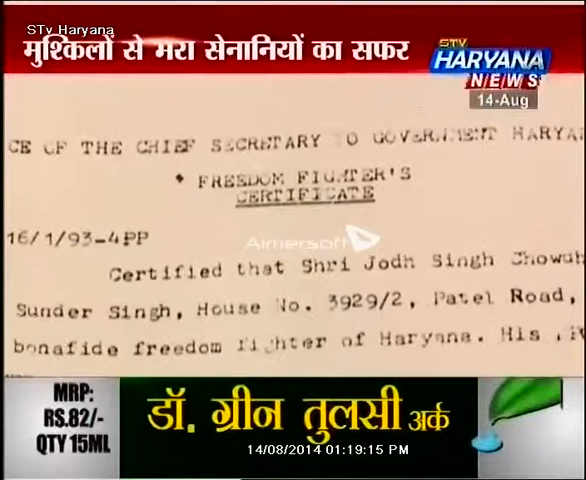 STv Haryana
मुश्किलों से भरा सेनानियों का सफर
STV
HARYANA
NEWS
14-Aug
CE OF THE CHIEF SECRETARY TO GOVERNMENT HARYAN
* FREEDOM FIGHTER'S
CERTIFICATE
16/1/93-4PP
Aimersoft
Certified that Shri Jodh Singh Chowdh
Sunder Singh, House No. 3929/2, Patel Road,
bonafide freedom fighter of Haryana. His
MRP:
RS.82/-
QTY 15ML
डॉ. ग्रीन तुलसी अर्क
14/08/2014 01:19:15 PM